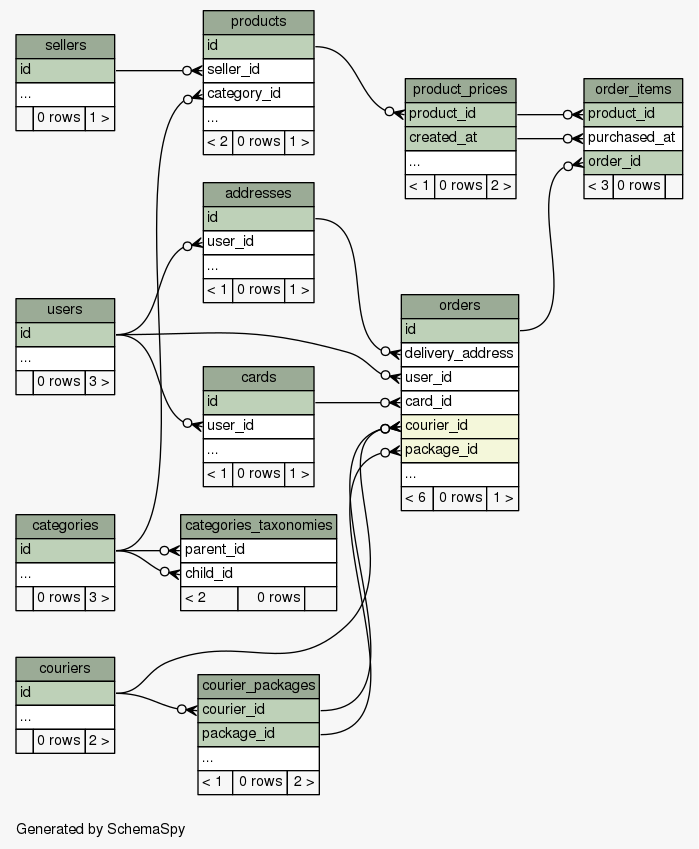 sellers
id
...
0 rows 1 >
products
id
seller_id
category_id
...
< 2 0 rows 1 >
product_prices
product_id
created_at
...
< 1 0 rows 2 >
order_items
product_id
purchased_at
order_id
< 3 0 rows
addresses
id
user_id
...
< 1 0 rows 1 >
users
id
...
0 rows 3 >
cards
id
user_id
...
< 1 0 rows 1 >
orders
id
delivery_address
user_id
card_id
courier_id
package_id
...
< 6 0 rows 1 >
categories
id
...
0 rows 3 >
categories_taxonomies
parent_id
child_id
< 2 0 rows
couriers
id
...
0 rows 2 >
courier_packages
courier_id
package_id
...
< 1 0 rows 2 >
Generated by SchemaSpy